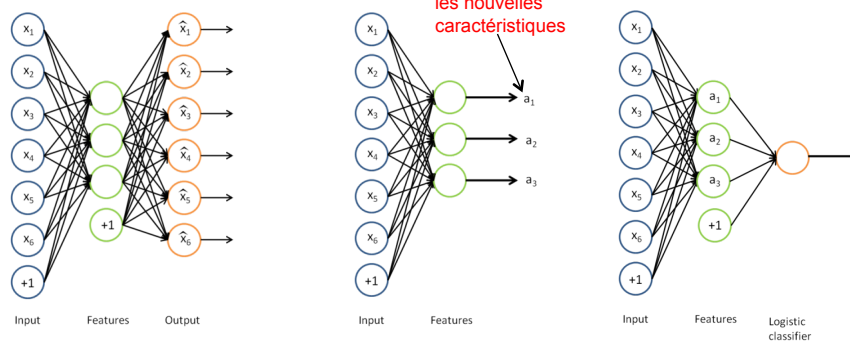 les nouvelles
caractéristiques
x1
x2
x3
x4
x5
x6
+1
+1
x̂1
x̂2
x̂3
x̂4
x̂5
x̂6
Input Features Output
x1
x2
x3
x4
x5
x6
+1
a1
a2
a3
Input Features
x1
x2
x3
x4
x5
x6
+1
a1
a2
a3
+1
Input Features Logistic
classifier